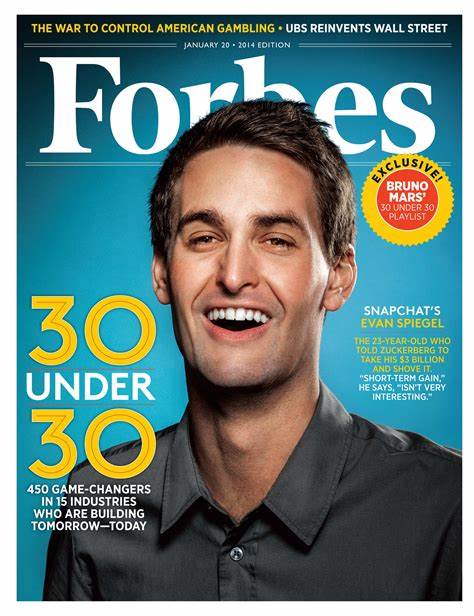 THE WAR TO CONTROL AMERICAN GAMBLING • UBS REINVENTS WALL STREET
JANUARY 20 • 2014 EDITION
Forbes
EXCLUSIVE!
BRUNO
MARS'
30 UNDER 30
PLAYLIST
30
UNDER
30
450 GAME-CHANGERS
IN 15 INDUSTRIES
WHO ARE BUILDING
TOMORROW—TODAY
SNAPCHAT'S
EVAN SPIEGEL
THE 23-YEAR-OLD WHO
TOLD ZUCKERBERG TO
TAKE HIS $3 BILLION
AND SHOVE IT.
“SHORT-TERM GAIN,”
HE SAYS, “ISN'T VERY
INTERESTING.”